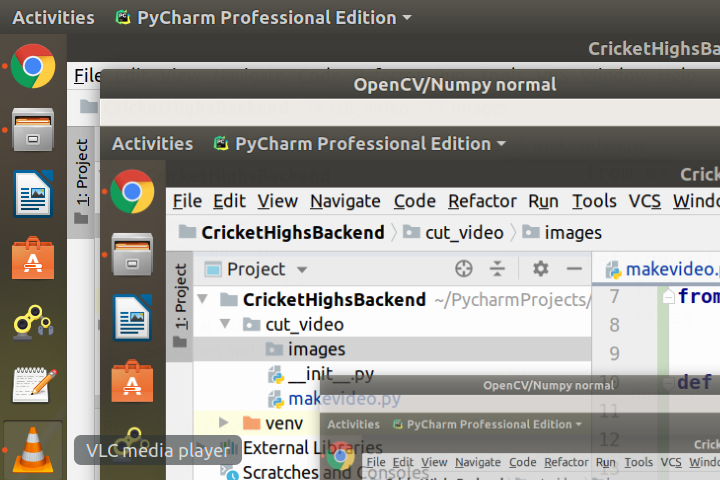 Activities PyCharm Professional Edition
CricketHighs
File
OpenCV/Numpy normal
1: Project
Activities PyCharm Professional Edition
Cric
File Edit View Navigate Code Refactor Run Tools VCS Windo
CricketHighsBackend cut_video images
1: Project
Project
makevideo.p
CricketHighsBackend ~/PycharmProjects/
7 from
cut_video
8
images
9
__init__.py
10 def
OpenCV/Numpy normal
makevideo.py
11
venv
Activities PyCharm Professional Edition
12
External Libraries
Cric
VLC media player
File Edit View Navigate Code Refactor Run Tools VCS Windo
Scratches and Consoles